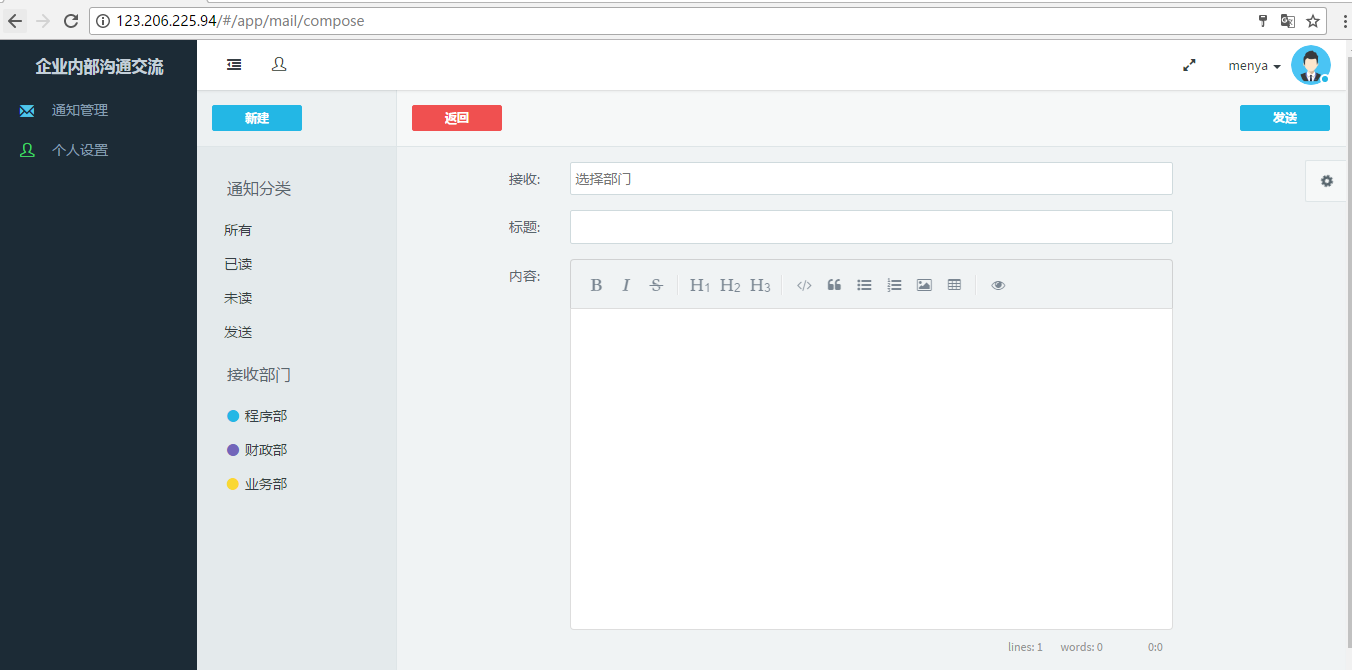 123.206.225.94/#/app/mail/compose
企业内部沟通交流
menya
通知管理
个人设置
新建
返回
发送
通知分类
所有
已读
未读
发送
接收部门
程序部
财政部
业务部
接收:
选择部门
标题:
内容:
B I S H1 H2 H3
lines: 1 words: 0 0:0